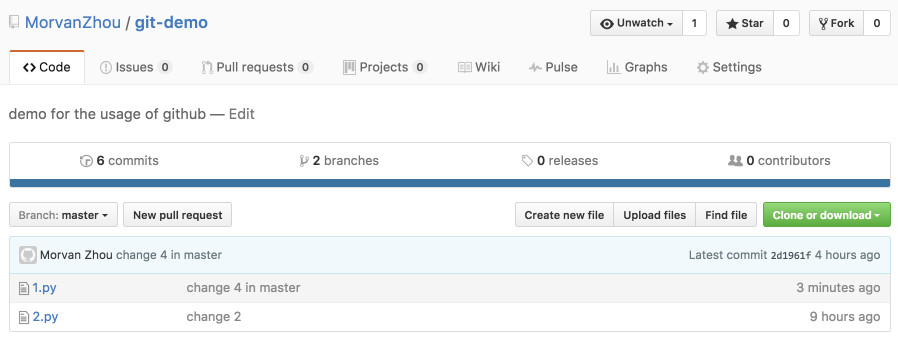 MorvanZhou / git-demo Unwatch 1 Star 0 Fork 0
Code Issues 0 Pull requests 0 Projects 0 Wiki Pulse Graphs Settings
demo for the usage of github — Edit
6 commits 2 branches 0 releases 0 contributors
Branch: master New pull request Create new file Upload files Find file Clone or download
Morvan Zhou change 4 in master Latest commit 2d1961f 4 hours ago
1.py change 4 in master 3 minutes ago
2.py change 2 9 hours ago